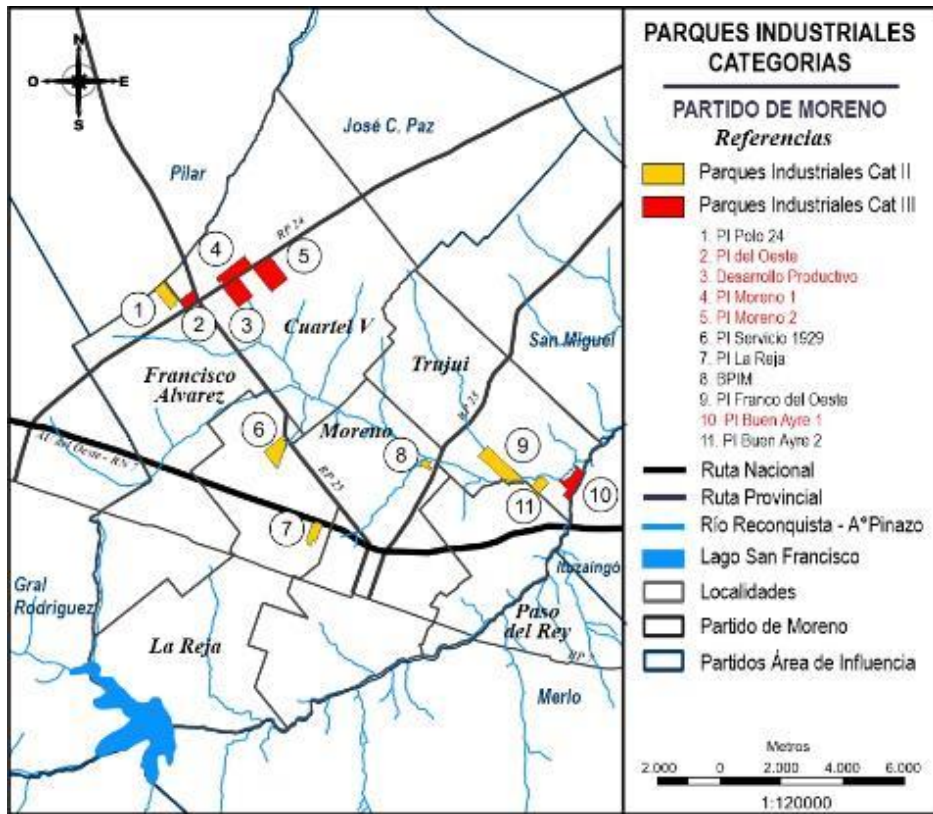 N
O
E
S
Pilar
José C. Paz
RP 24
4
5
1
2
3
Cuartel V
San Miguel
Trujui
Francisco
Alvarez
RP 23
6
Moreno
9
8
AU. del Oeste - RN 7
RP 25
10
11
7
Ituzaingó
Gral
Rodriguez
Paso
del Rey
La Reja
Merlo
PARQUES INDUSTRIALES
CATEGORIAS
PARTIDO DE MORENO
Referencias
Parques Industriales Cat II
Parques Industriales Cat III
1. PI Polo 24
2. PI del Oeste
3. Desarrollo Productivo
4. PI Moreno 1
5. PI Moreno 2
6. PI Servicio 1929
7. PI La Reja
8. BPIM
9. PI Franco del Oeste
10. PI Buen Ayre 1
11. PI Buen Ayre 2
Ruta Nacional
Ruta Provincial
Río Reconquista - A°Pinazo
Lago San Francisco
Localidades
Partido de Moreno
Partidos Área de Influencia
Metros
2.000 0 2.000 4.000 6.000
1:120000